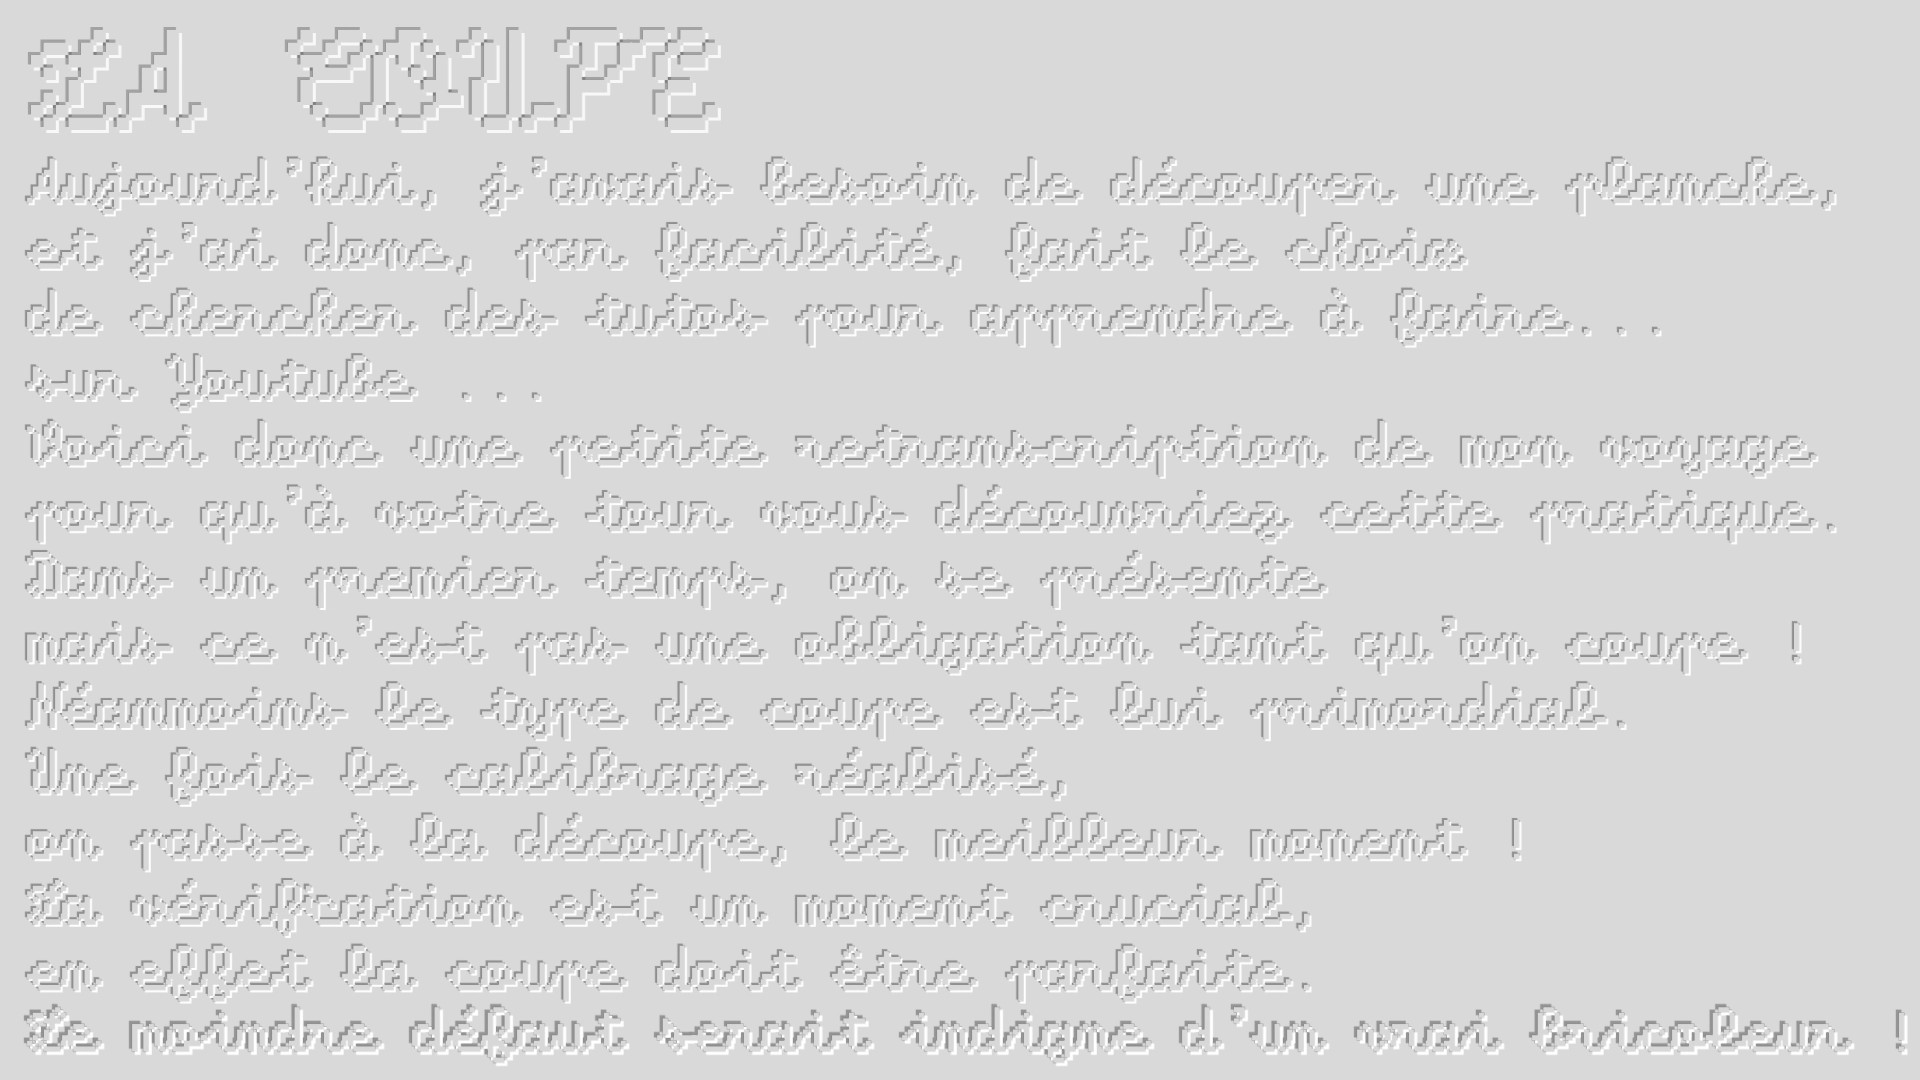 LA COUPE
Aujourd'hui, j'avais besoin de découper une planche,
et j'ai donc, par facilité, fait le choix
de chercher des tutos pour apprendre à faire...
sur Youtube ...
Voici donc une petite retranscription de mon voyage
pour qu'à votre tour vous découvriez cette pratique.
Dans un premier temps, on se présente
mais ce n'est pas une obligation tant qu'on coupe !
Néanmoins le type de coupe est lui primordial.
Une fois le calibrage réalisé,
on passe à la découpe, le meilleur moment !
La vérification est un moment crucial,
en effet la coupe doit être parfaite.
Le moindre défaut serait indigne d'un vrai bricoleur !